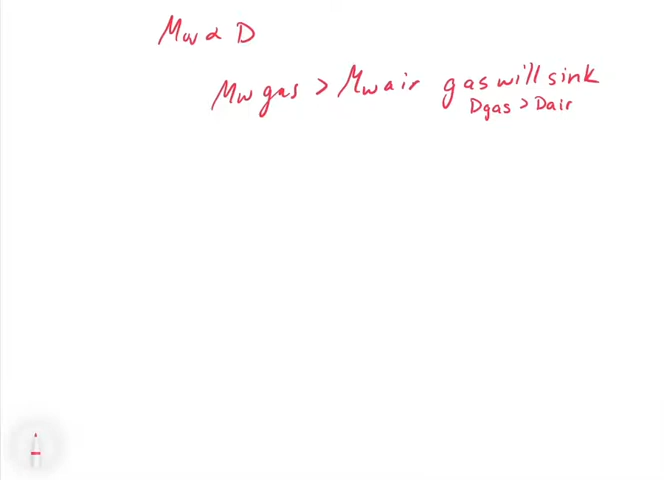 Mw α D
Mw gas > Mw air gas will sink
Dgas > Dair